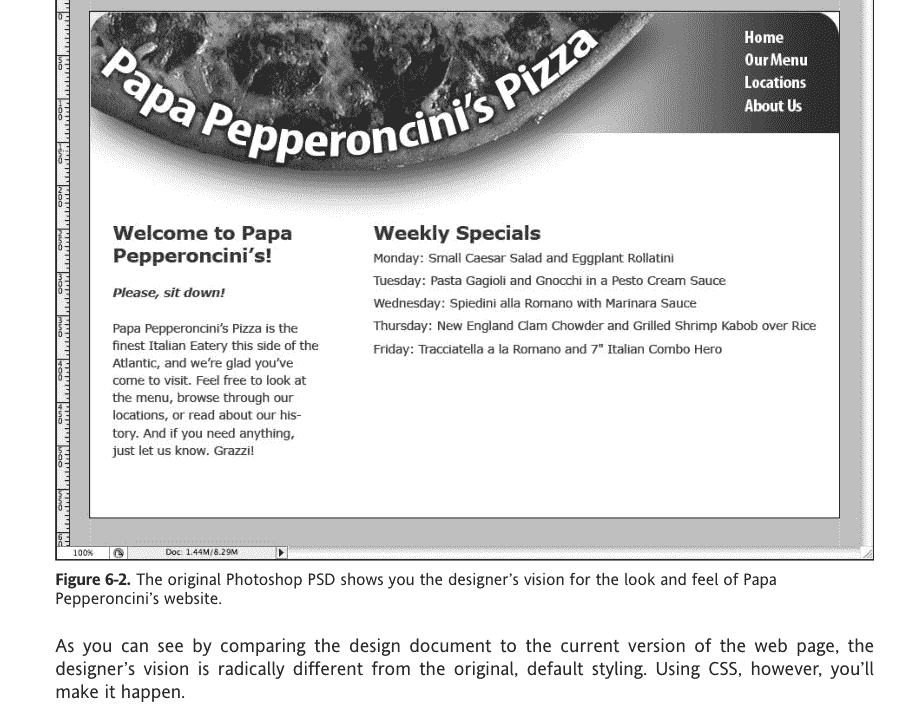 Papa Pepperoncini's Pizza
Home
Our Menu
Locations
About Us
Welcome to Papa
Pepperoncini's!
Please, sit down!
Papa Pepperoncini's Pizza is the
finest Italian Eatery this side of the
Atlantic, and we're glad you've
come to visit. Feel free to look at
the menu, browse through our
locations, or read about our his-
tory. And if you need anything,
just let us know. Grazzi!
Weekly Specials
Monday: Small Caesar Salad and Eggplant Rollatini
Tuesday: Pasta Gagioli and Gnocchi in a Pesto Cream Sauce
Wednesday: Spiedini alla Romano with Marinara Sauce
Thursday: New England Clam Chowder and Grilled Shrimp Kabob over Rice
Friday: Tracciatella a la Romano and 7" Italian Combo Hero
100%
Doc: 1.44M/8.29M
Figure 6-2. The original Photoshop PSD shows you the designer's vision for the look and feel of Papa
Pepperoncini's website.
As you can see by comparing the design document to the current version of the web page, the
designer's vision is radically different from the original, default styling. Using CSS, however, you'll
make it happen.